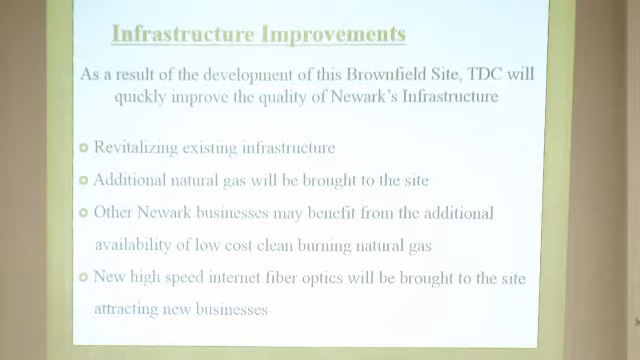 Infrastructure Improvements
As a result of the development of this Brownfield Site, TDC will
quickly improve the quality of Newark's Infrastructure
Revitalizing existing infrastructure
Additional natural gas will be brought to the site
Other Newark businesses may benefit from the additional
availability of low cost clean burning natural gas
New high speed internet fiber optics will be brought to the site
attracting new businesses